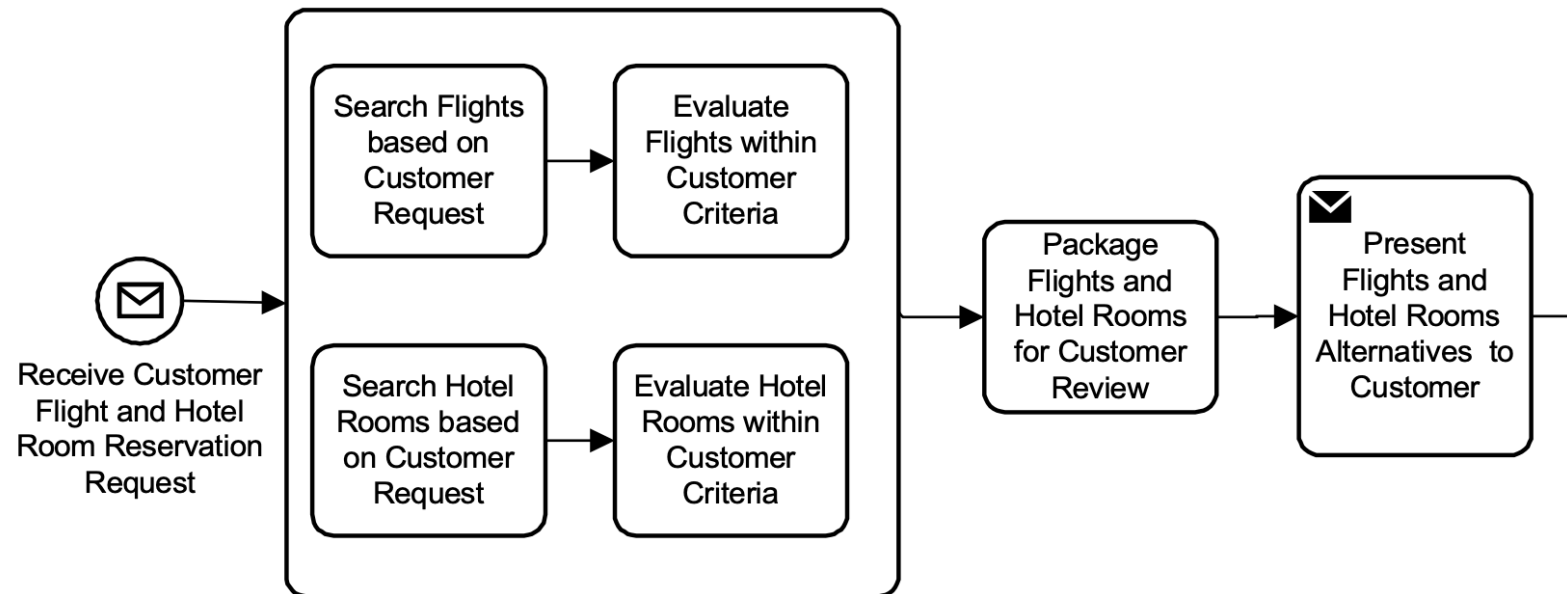 Receive Customer
Flight and Hotel
Room Reservation
Request
Search Flights
based on
Customer
Request
Evaluate
Flights within
Customer
Criteria
Search Hotel
Rooms based
on Customer
Request
Evaluate Hotel
Rooms within
Customer
Criteria
Package
Flights and
Hotel Rooms
for Customer
Review
Present
Flights and
Hotel Rooms
Alternatives to
Customer